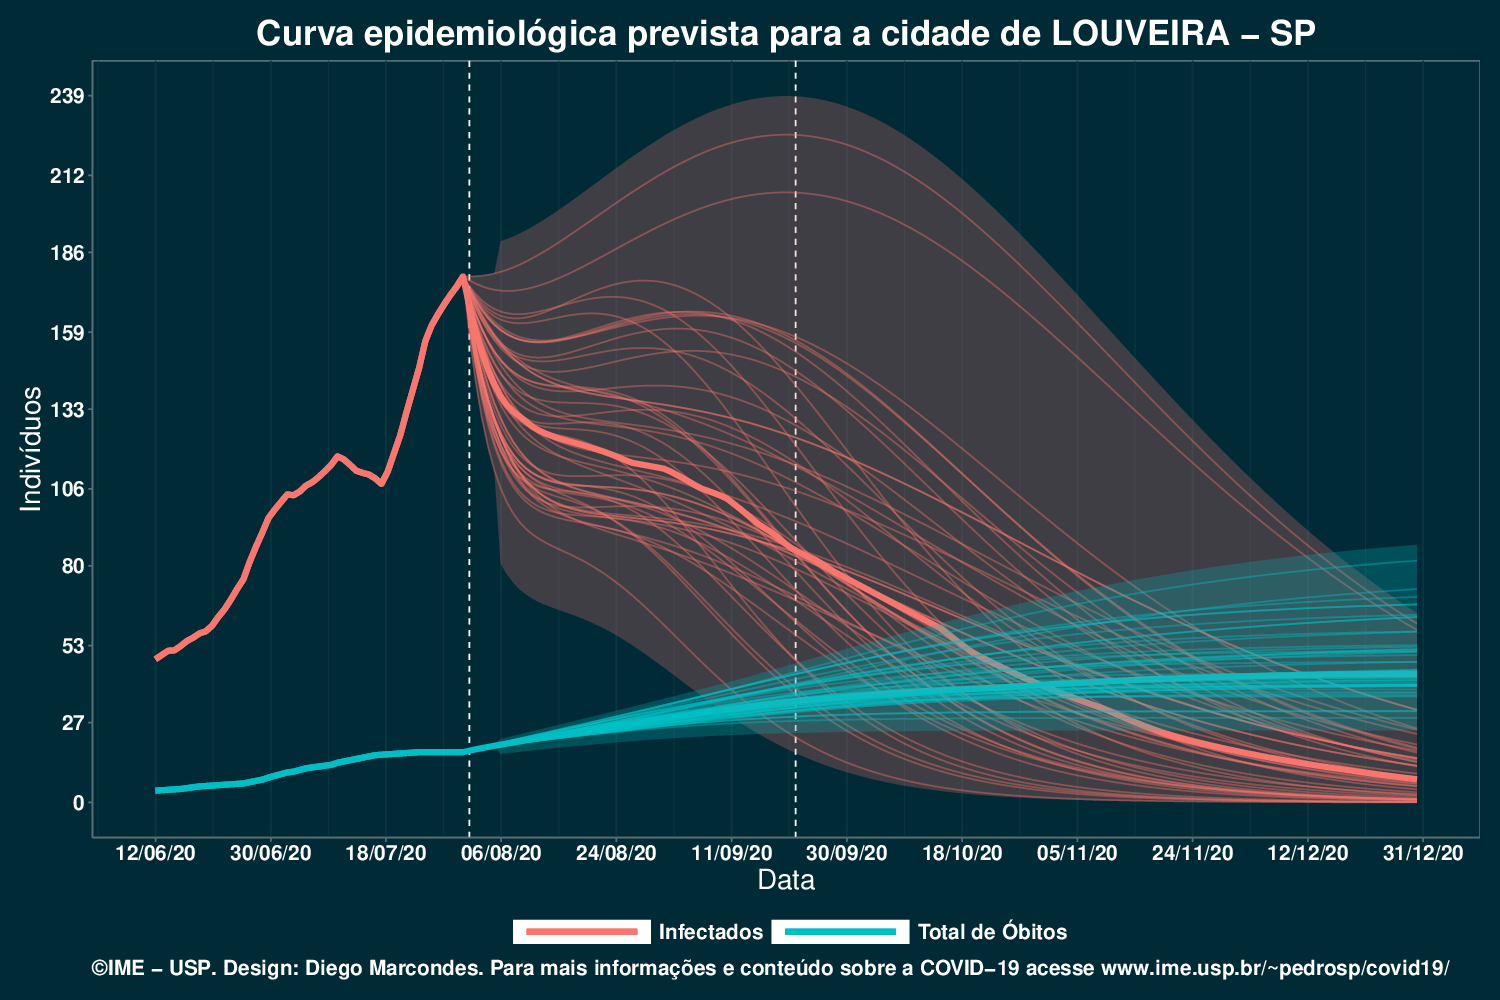 Curva epidemiológica prevista para a cidade de LOUVEIRA – SP
Indivíduos
239
212
186
159
133
106
80
53
27
0
12/06/20 30/06/20 18/07/20 06/08/20 24/08/20 11/09/20 30/09/20 18/10/20 05/11/20 24/11/20 12/12/20 31/12/20
Data
Infectados Total de Óbitos
©IME – USP. Design: Diego Marcondes. Para mais informações e conteúdo sobre a COVID–19 acesse www.ime.usp.br/~pedrosp/covid19/